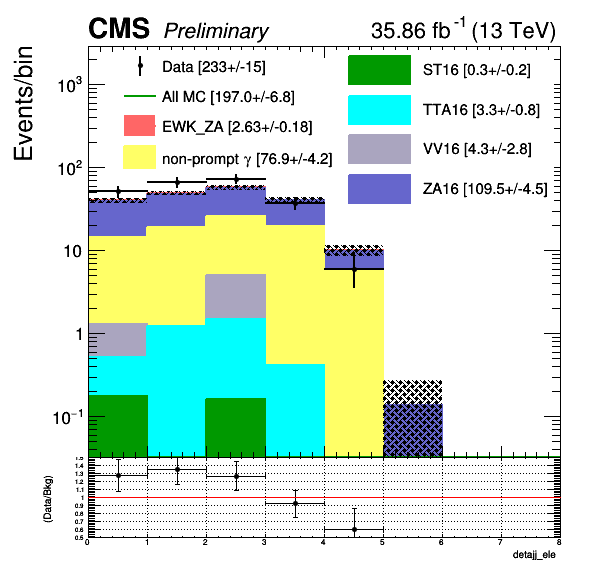 CMS Preliminary 35.86 fb⁻¹ (13 TeV)
Events/bin
Data [233+/-15]
All MC [197.0+/-6.8]
EWK_ZA [2.63+/-0.18]
non-prompt γ [76.9+/-4.2]
ST16 [0.3+/-0.2]
TTA16 [3.3+/-0.8]
VV16 [4.3+/-2.8]
ZA16 [109.5+/-4.5]
10³
10²
10
1
10⁻¹
(Data/Bkg)
1.5
1.4
1.3
1.2
1.1
1
0.9
0.8
0.7
0.6
0.5
0 1 2 3 4 5 6 7 8
detajj_ele